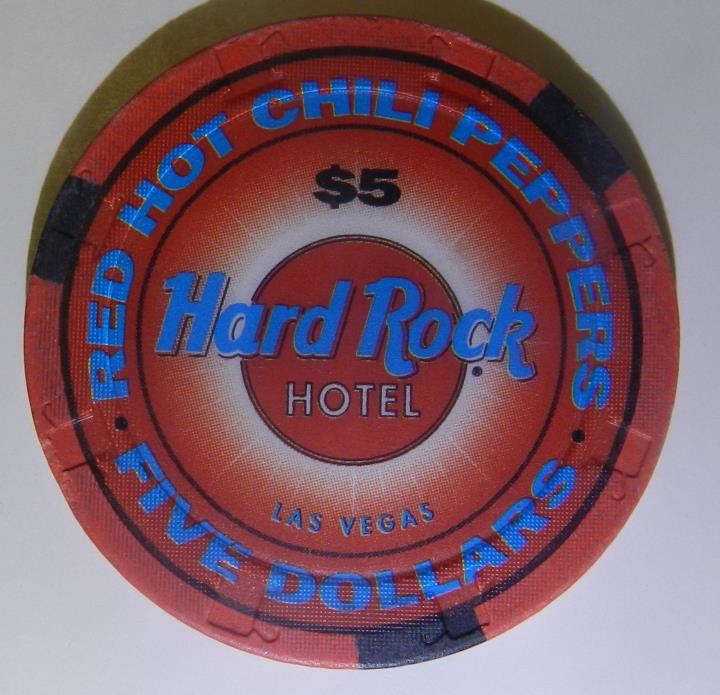 RED HOT CHILI PEPPERS
$5
Hard Rock
HOTEL
LAS VEGAS
FIVE DOLLARS